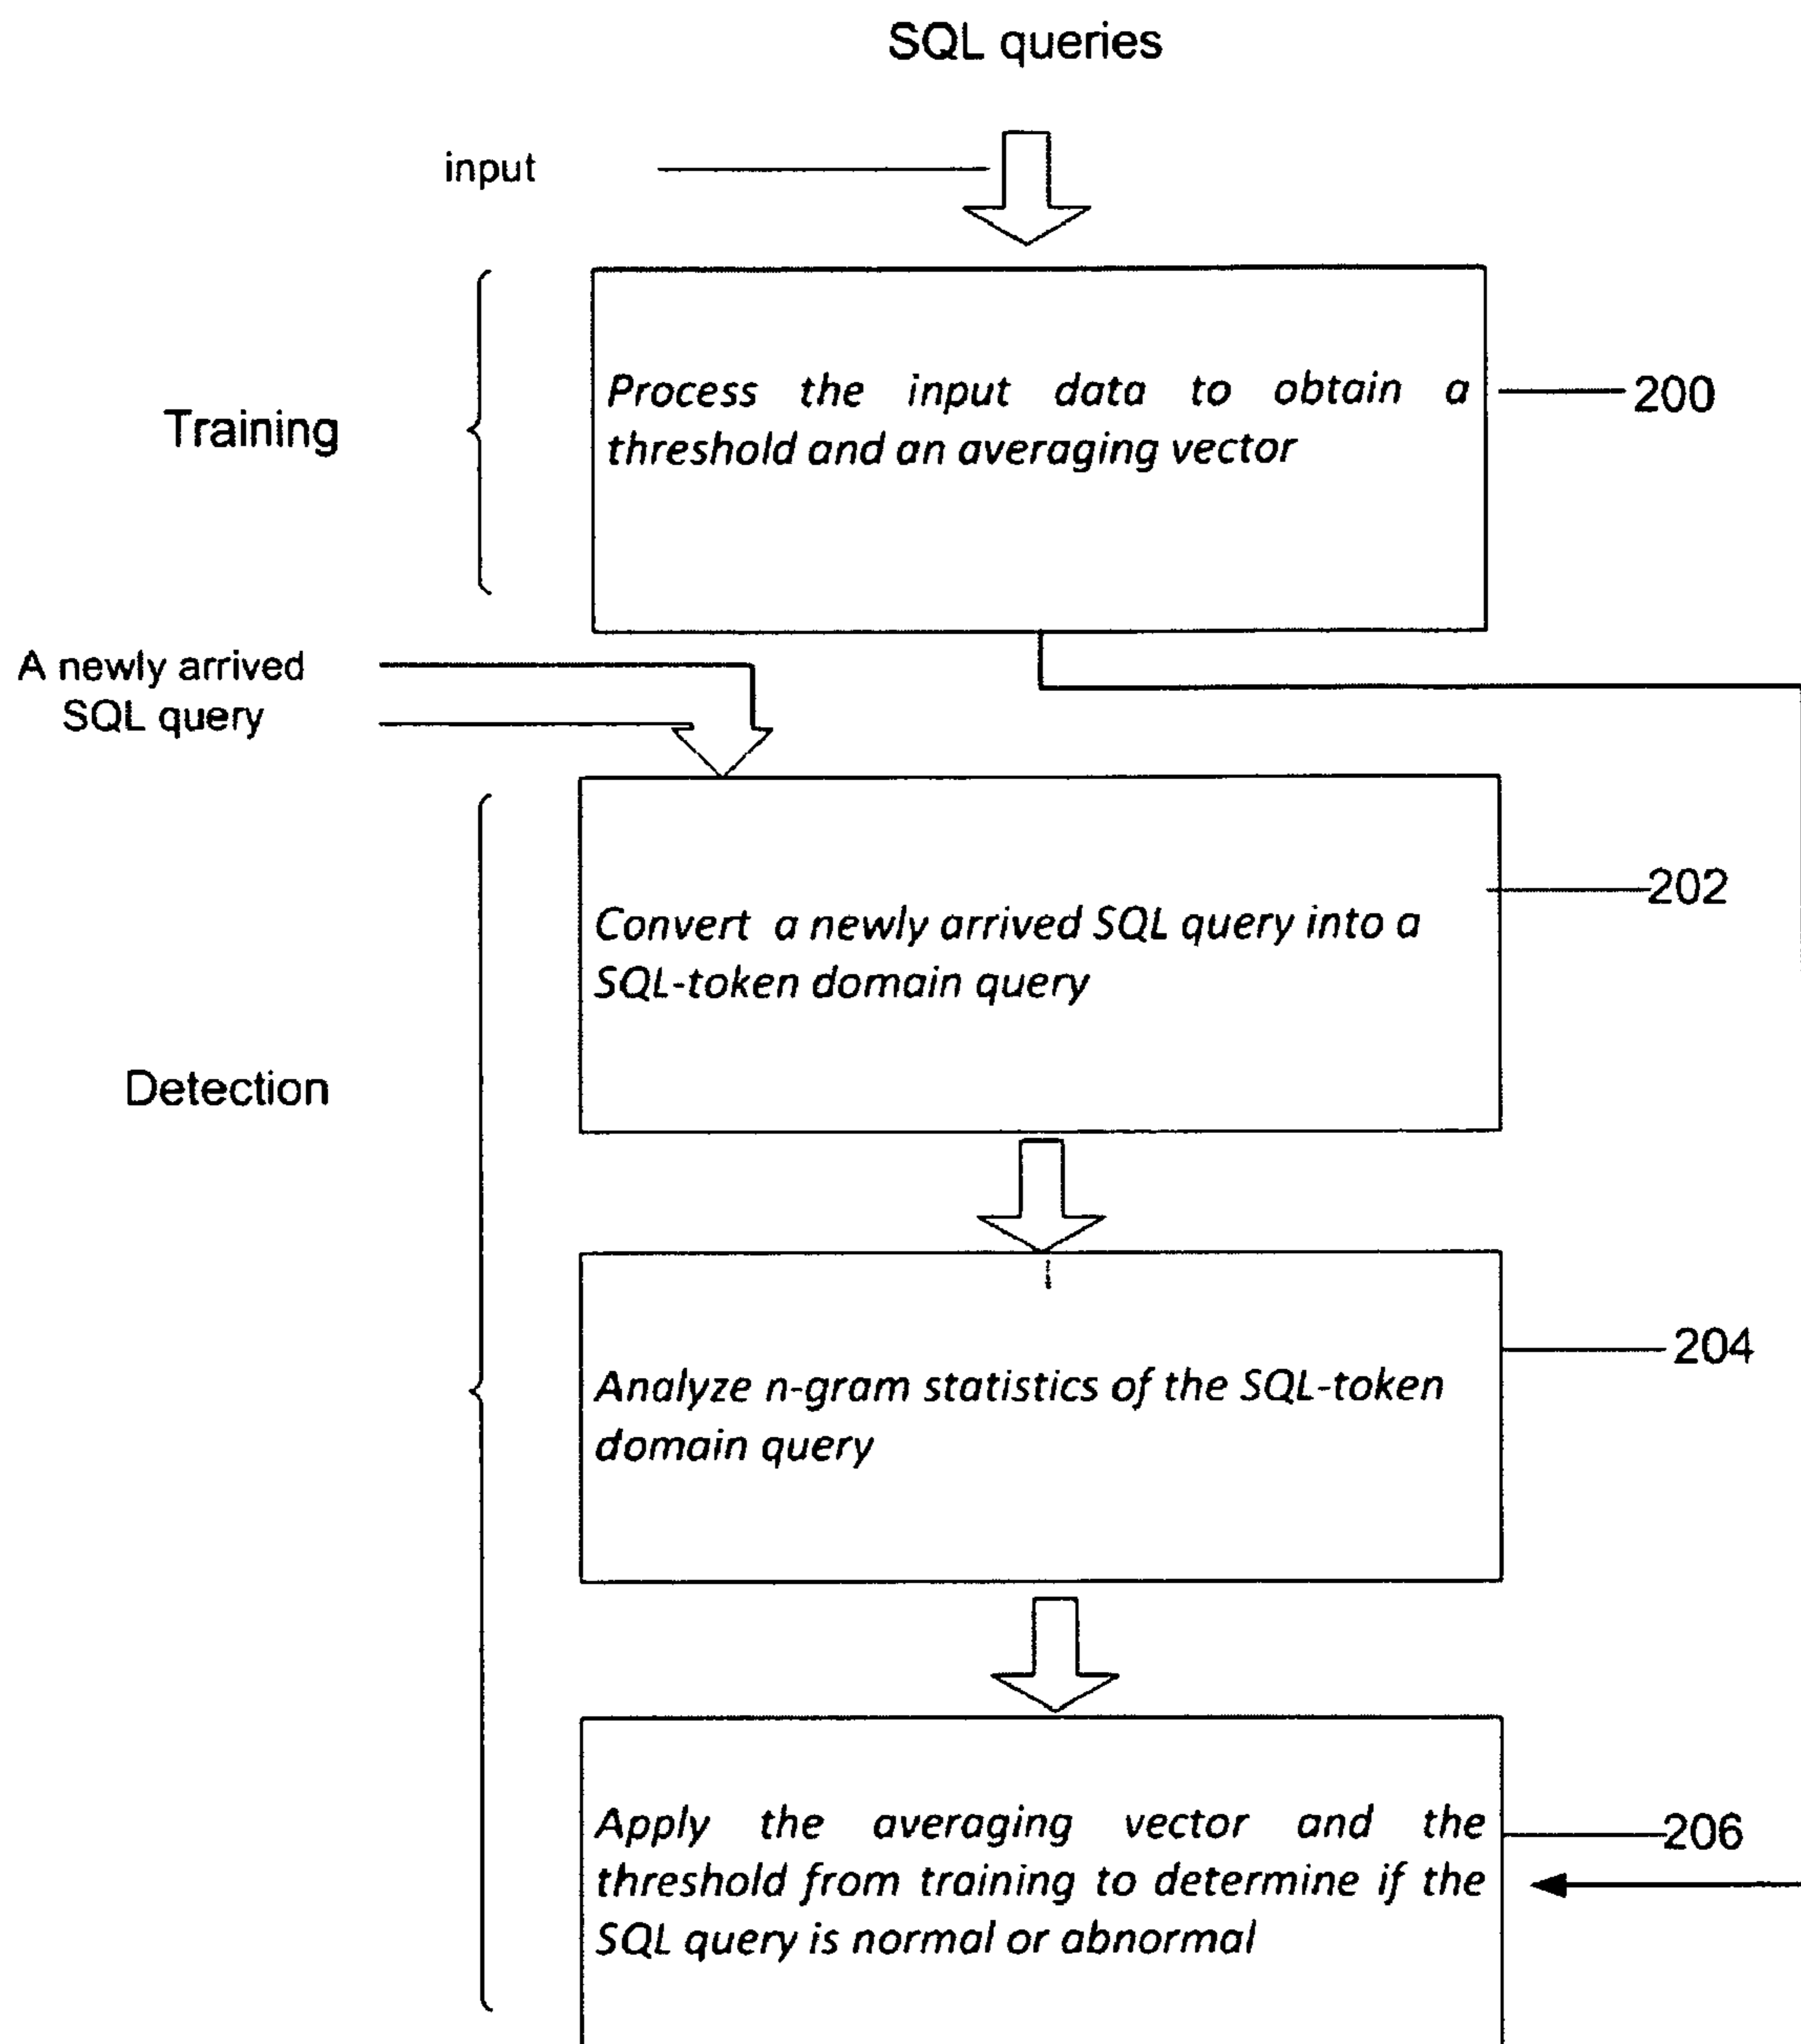 SQL queries
input
Training
Process the input data to obtain a
threshold and an averaging vector
200
A newly arrived
SQL query
202
Convert a newly arrived SQL query into a
SQL-token domain query
Detection
204
Analyze n-gram statistics of the SQL-token
domain query
Apply the averaging vector and the
threshold from training to determine if the
SQL query is normal or abnormal
206